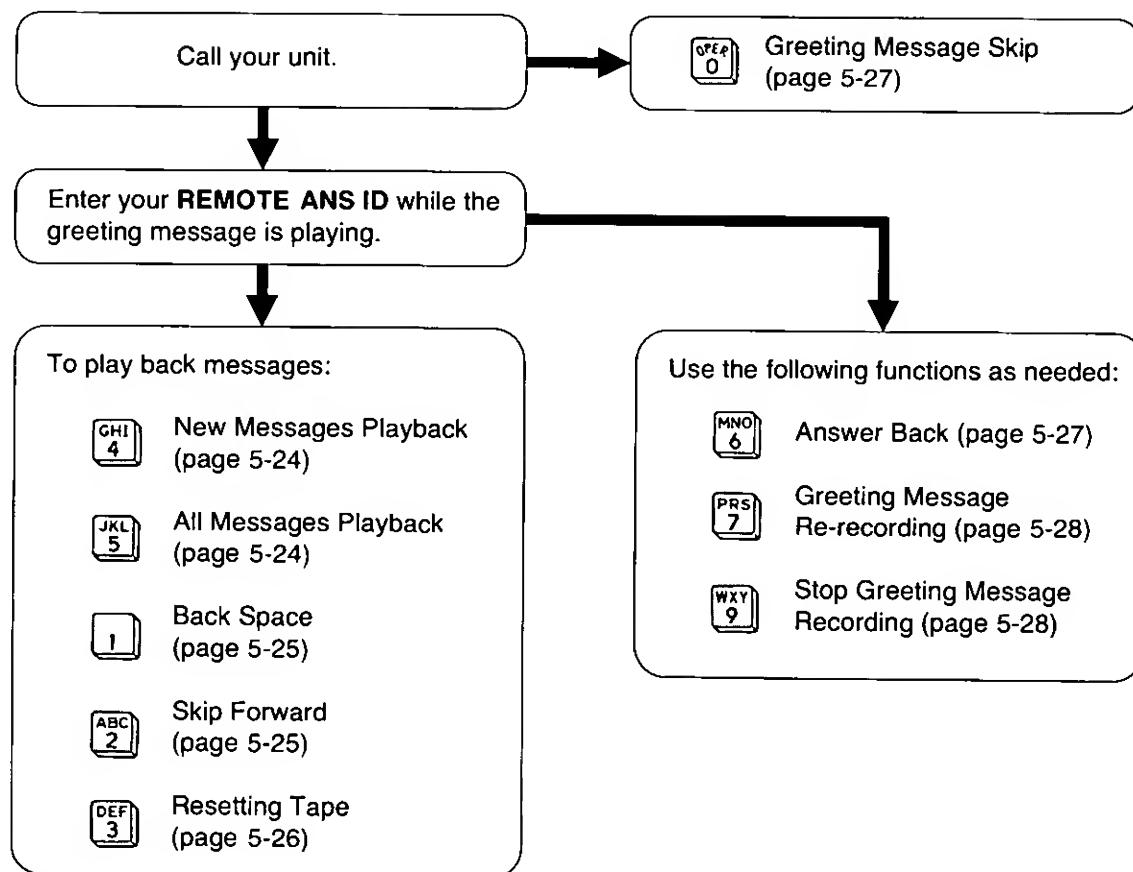 Call your unit.
OPER
0
Greeting Message Skip
(page 5-27)
Enter your REMOTE ANS ID while the
greeting message is playing.
To play back messages:
GHI
4
New Messages Playback
(page 5-24)
JKL
5
All Messages Playback
(page 5-24)
1
Back Space
(page 5-25)
ABC
2
Skip Forward
(page 5-25)
DEF
3
Resetting Tape
(page 5-26)
Use the following functions as needed:
MNO
6
Answer Back (page 5-27)
PRS
7
Greeting Message
Re-recording (page 5-28)
WXY
9
Stop Greeting Message
Recording (page 5-28)